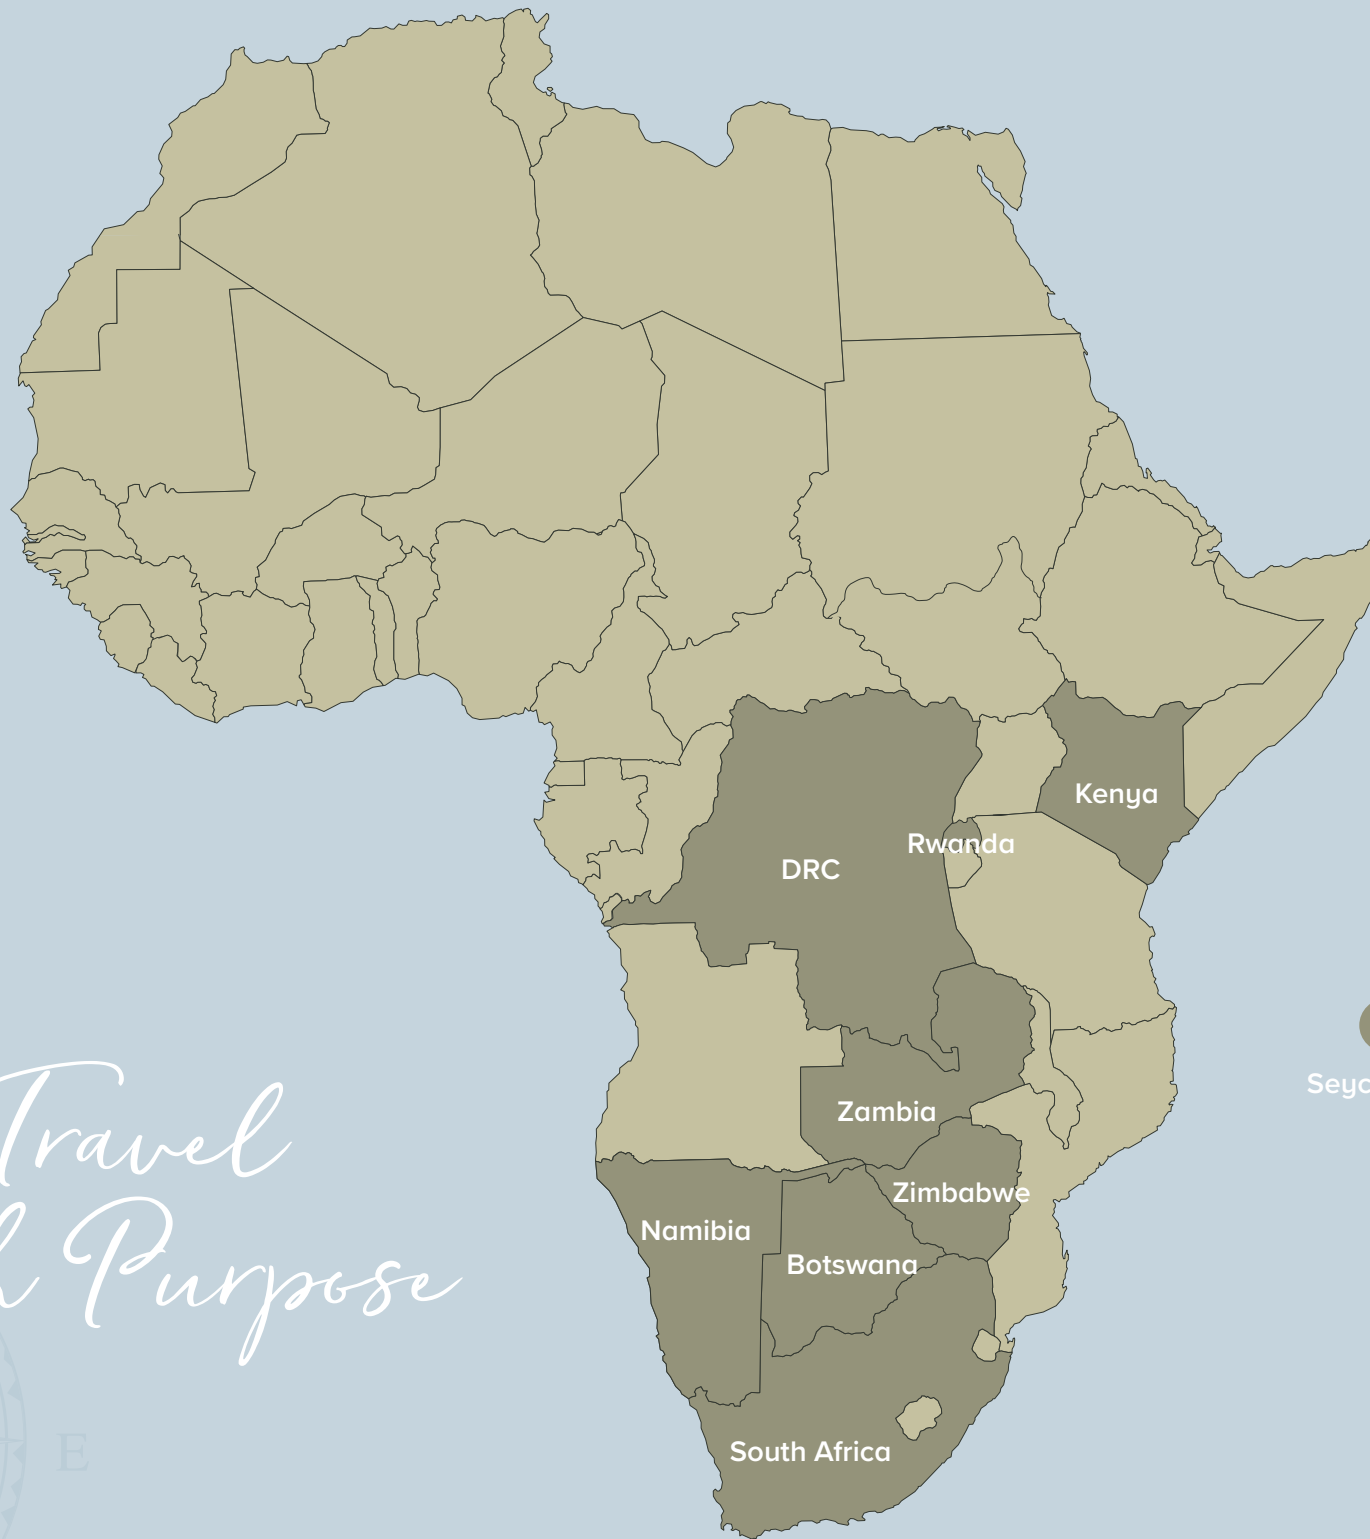 Kenya
Rwanda
DRC
Zambia
Zimbabwe
Namibia
Botswana
South Africa
Travel
Purpose
E